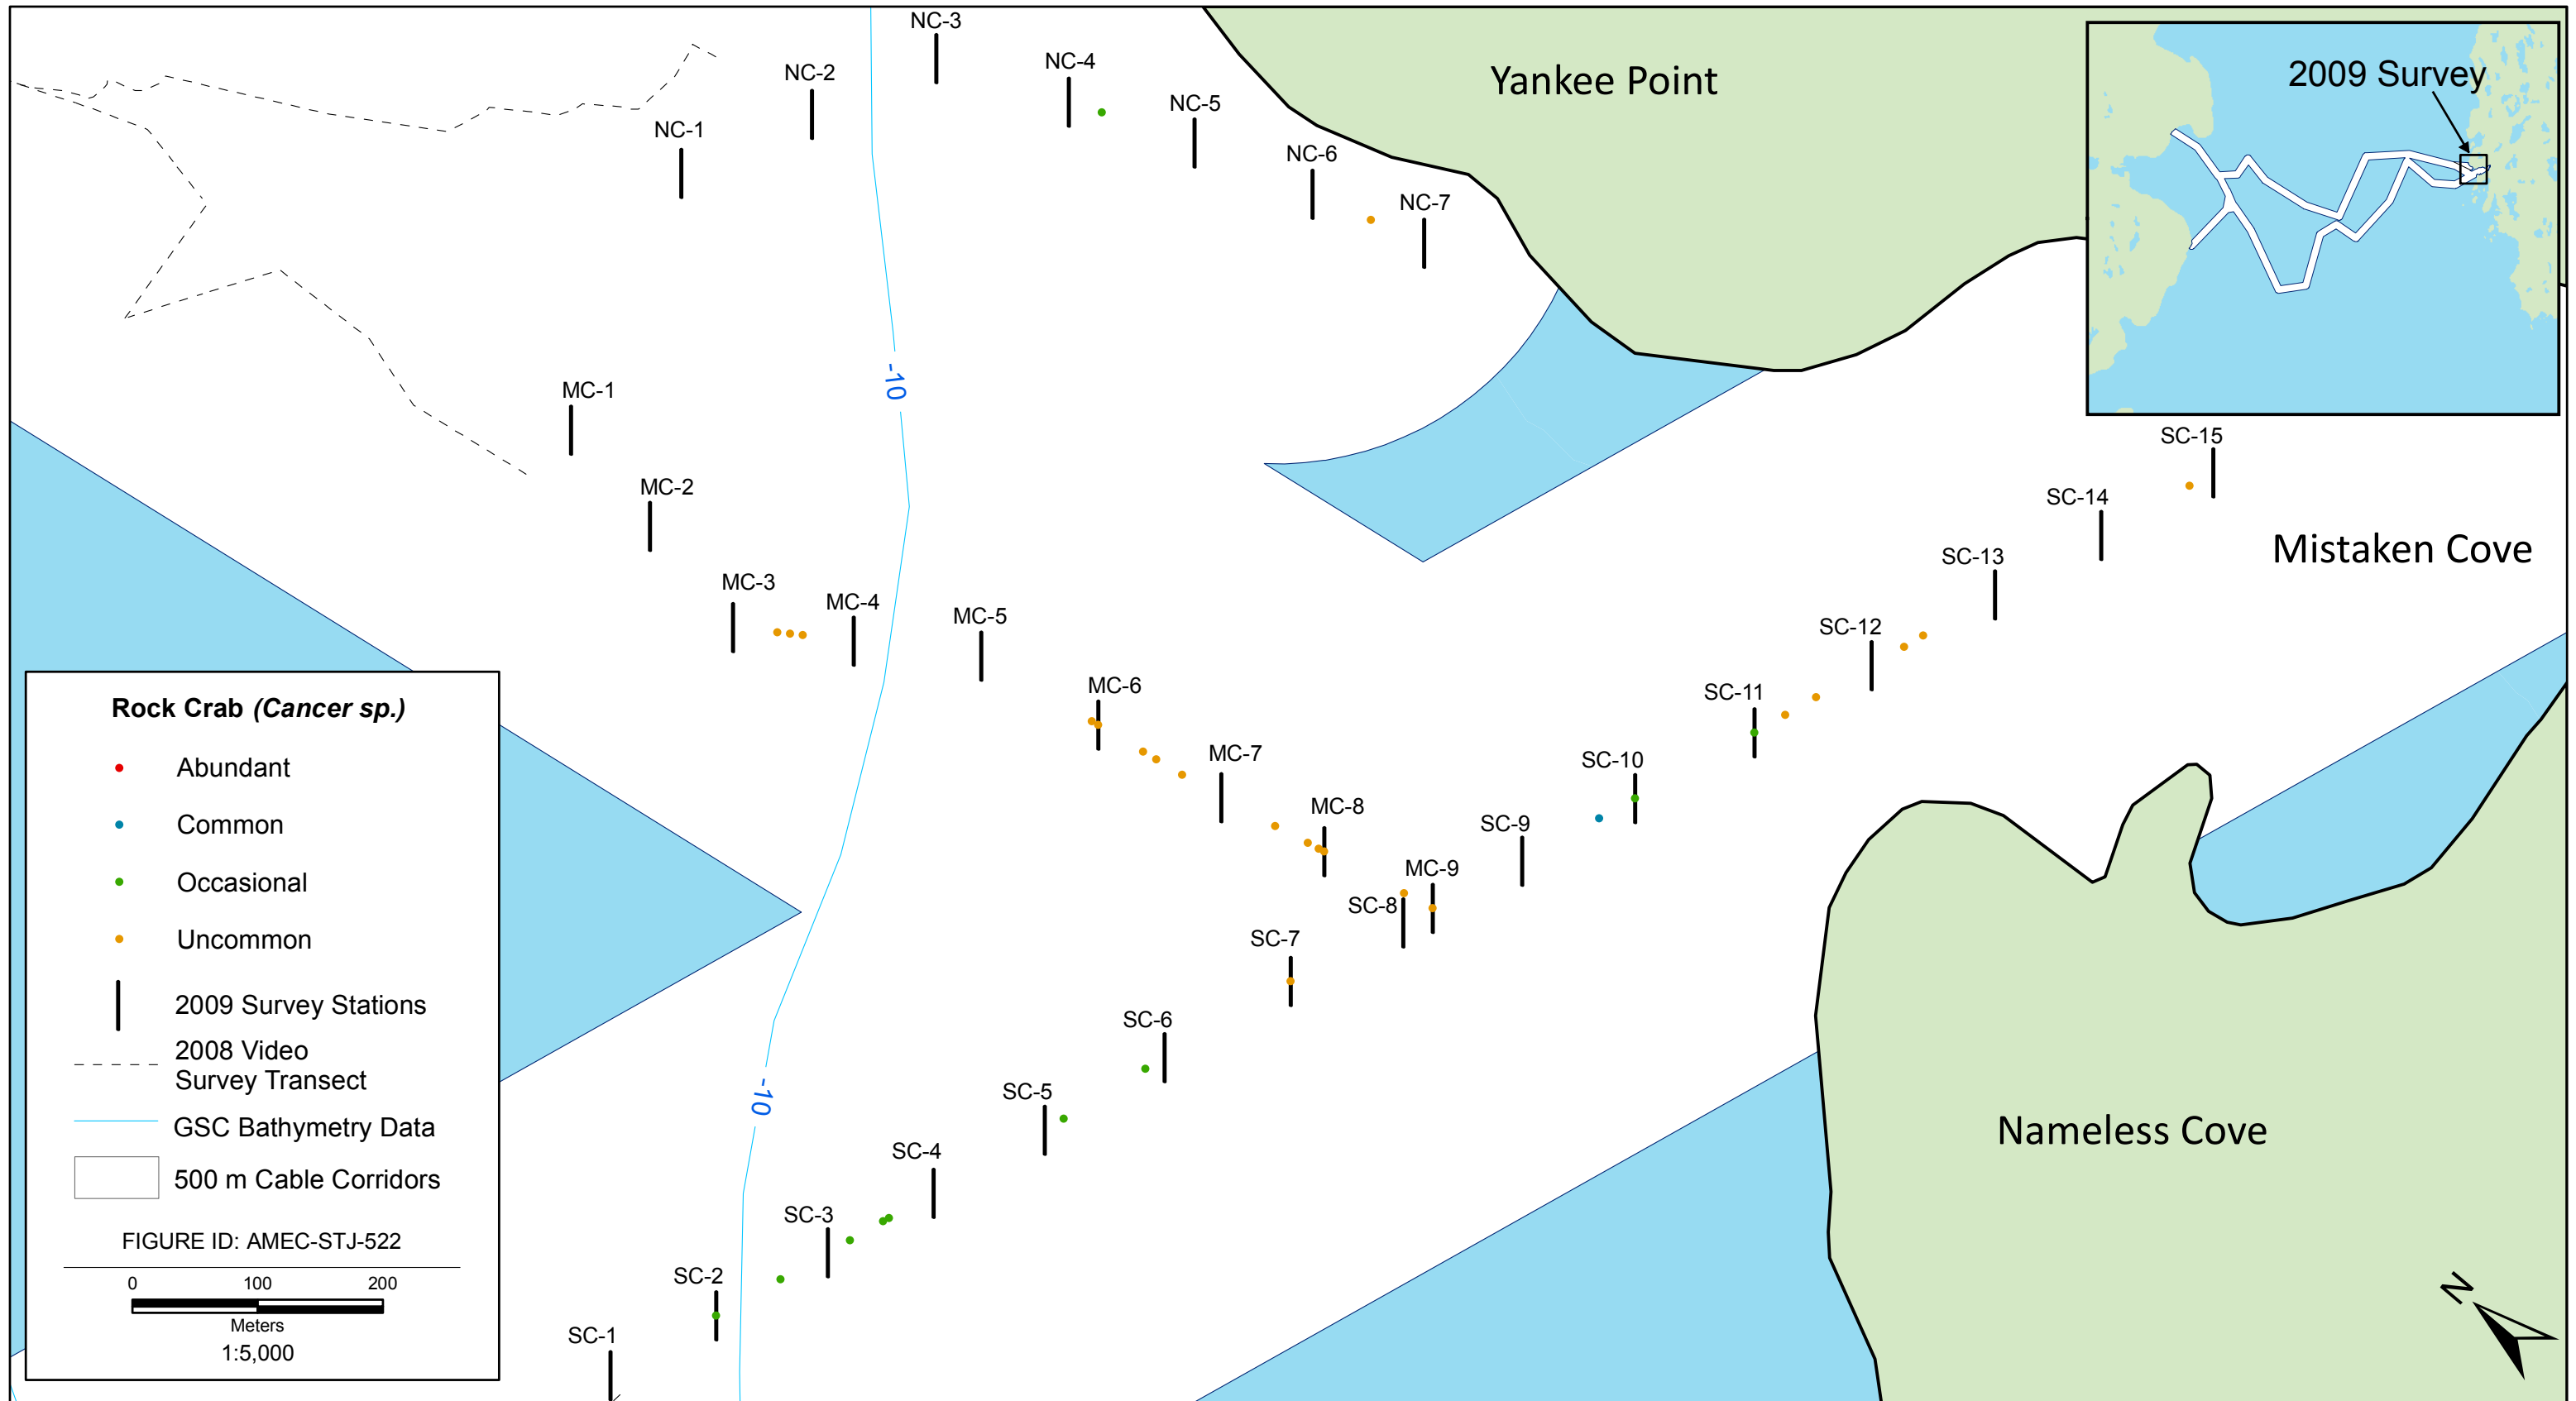 NC-3
NC-4
NC-2
NC-5
NC-1
NC-6
NC-7
Yankee Point
2009 Survey
MC-1
-10
MC-2
MC-3
MC-4
MC-5
MC-6
MC-7
MC-8
MC-9
SC-15
SC-14
Mistaken Cove
SC-13
SC-12
SC-11
SC-10
SC-9
SC-8
SC-7
SC-6
SC-5
SC-4
SC-3
SC-2
SC-1
-10
Nameless Cove
N
Rock Crab (Cancer sp.)
Abundant
Common
Occasional
Uncommon
2009 Survey Stations
2008 Video
Survey Transect
GSC Bathymetry Data
500 m Cable Corridors
FIGURE ID: AMEC-STJ-522
0 100 200
Meters
1:5,000